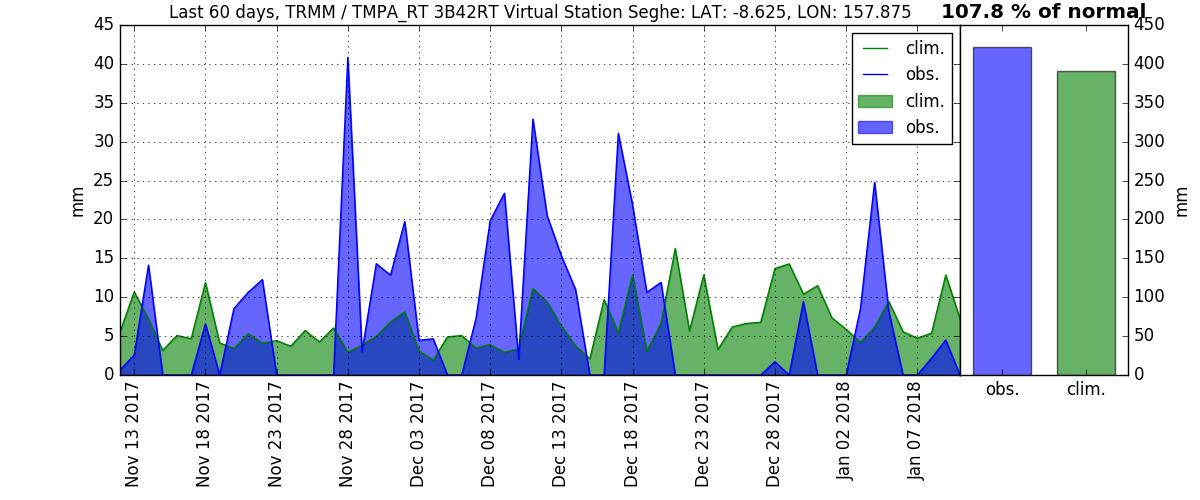 Last 60 days, TRMM / TMPA_RT 3B42RT Virtual Station Seghe: LAT: -8.625, LON: 157.875
107.8 % of normal
45
40
35
30
25
20
15
10
5
0
mm
clim.
obs.
clim.
obs.
450
400
350
300
250
200
150
100
50
0
mm
Nov 13 2017
Nov 18 2017
Nov 23 2017
Nov 28 2017
Dec 03 2017
Dec 08 2017
Dec 13 2017
Dec 18 2017
Dec 23 2017
Dec 28 2017
Jan 02 2018
Jan 07 2018
obs.
clim.